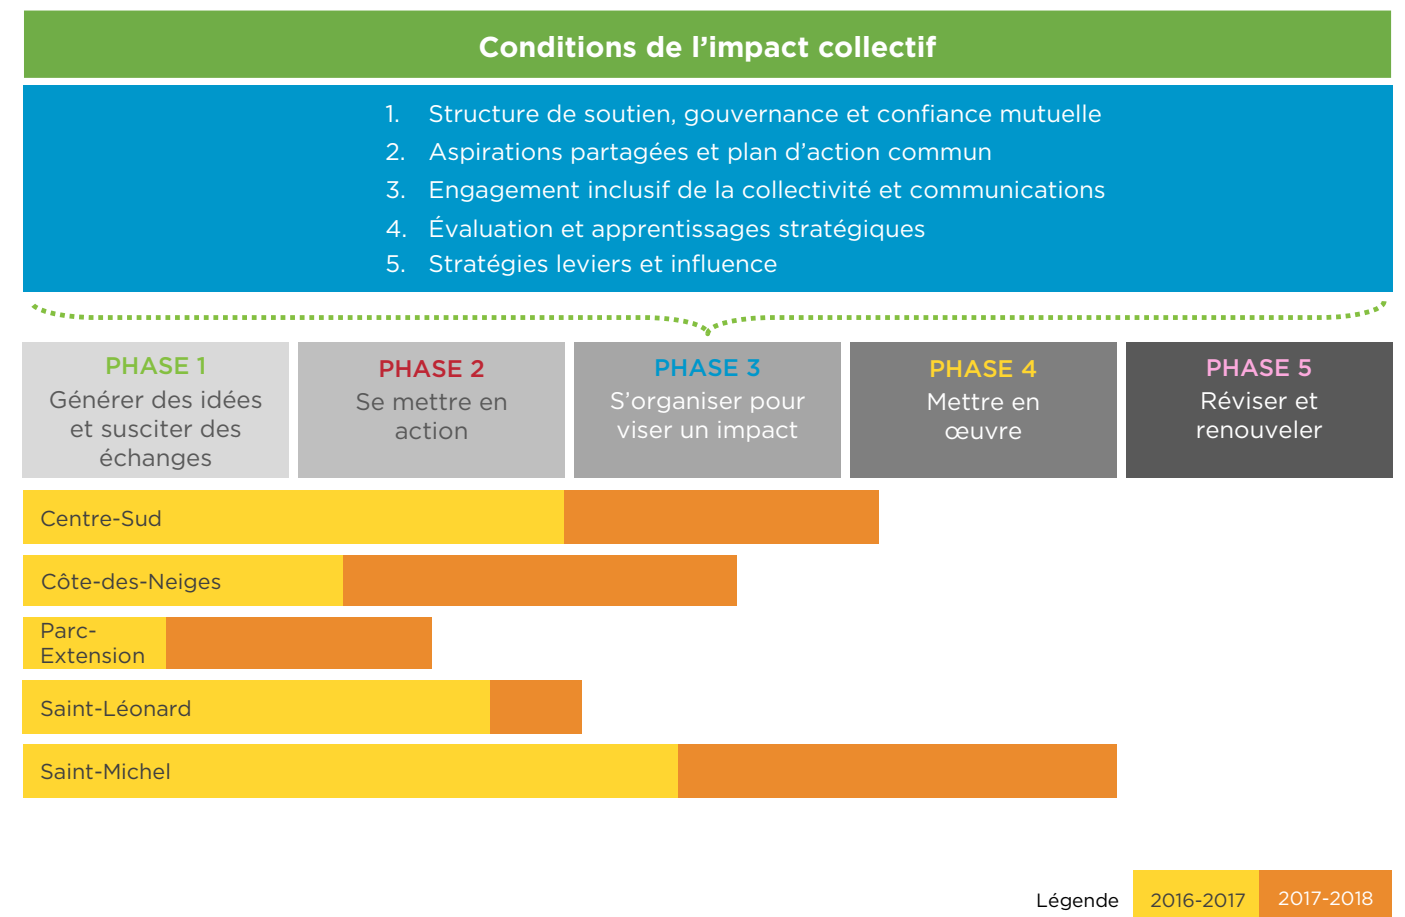 Conditions de l’impact collectif
1. Structure de soutien, gouvernance et confiance mutuelle
2. Aspirations partagées et plan d’action commun
3. Engagement inclusif de la collectivité et communications
4. Évaluation et apprentissages stratégiques
5. Stratégies leviers et influence
PHASE 1
Générer des idées
et susciter des
échanges
PHASE 2
Se mettre en
action
PHASE 3
S’organiser pour
viser un impact
PHASE 4
Mettre en
œuvre
PHASE 5
Réviser et
renouveler
Centre-Sud
Côte-des-Neiges
Parc-
Extension
Saint-Léonard
Saint-Michel
Légende 2016-2017 2017-2018